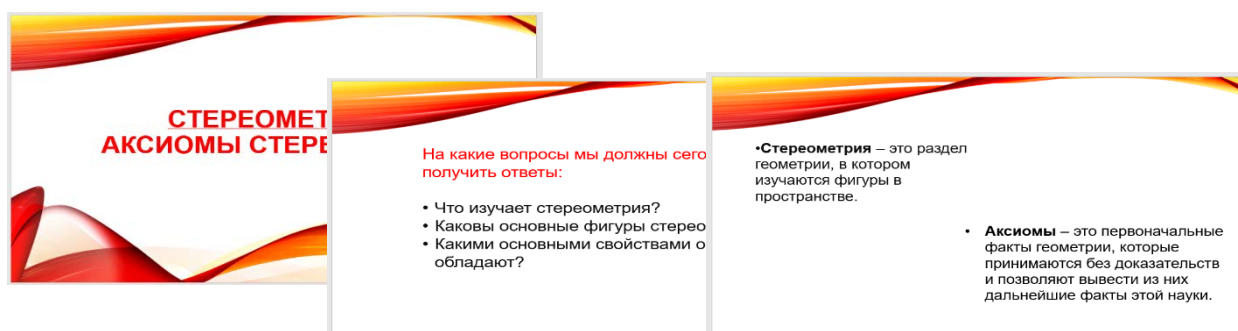 СТЕРЕОМЕТ
АКСИОМЫ СТЕРЕ
На какие вопросы мы должны сего
получить ответы:
• Что изучает стереометрия?
• Каковы основные фигуры стерео
• Какими основными свойствами о
обладают?
•Стереометрия – это раздел
геометрии, в котором
изучаются фигуры в
пространстве.
• Аксиомы – это первоначальные
факты геометрии, которые
принимаются без доказательств
и позволяют вывести из них
дальнейшие факты этой науки.